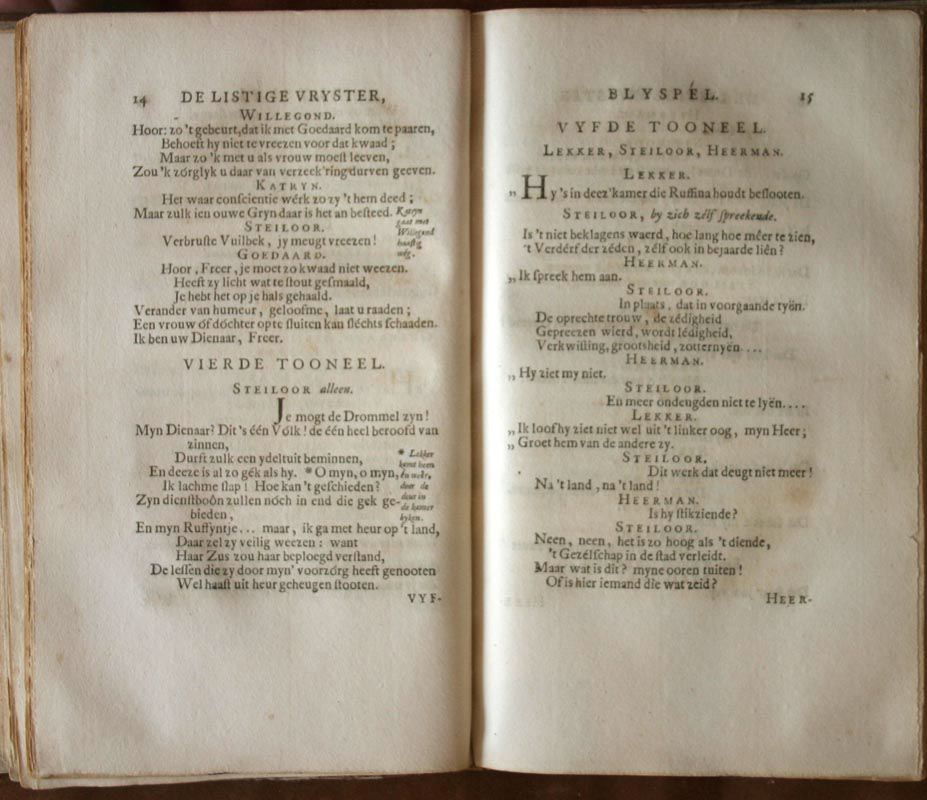 14 DE LISTIGE VRYSTER,
WILLEGOND.
Hoor: zo 't gebeurt, dat ik met Goedaard kom te paaren,
Behoeft hy niet te vreezen voor dat kwaad;
Maar zo 'k met u als vrouw moest leeven,
Zou 'k zórglyk u daar van verzeek'ring durven geeven.
KATRYN.
Het waar conscientie wérk zo zy 't hem deed;
Maar zulk ien ouwe Gryndaar is het an besteed. Katryn
gaat met
Willegond
haastig
wég.
STEILOOR.
Verbruste Vuilbek, jy meugt vreezen!
GOEDAARD.
Hoor, Freer, je moet zo kwaad niet weezen.
Heeft zy licht wat te stout gesmaald,
Je hebt het op je hals gehaald.
Verander van humeur, geloofme, laat u raaden;
Een vrouw óf dóchter op te sluiten kan sléchts schaaden.
Ik ben uw Dienaar, Freer.
VIERDE TOONEEL.
STEILOOR alleen.
Je mogt de Drommel zyn!
Myn Dienaar? Dit 's één Vólk! de één heel beroofd van
zinnen,
Durft zulk een ydeltuit beminnen,
En deeze is al zo gék als hy. * O myn, o myn,
Ik lachme slap! Hoe kan 't geschieden?
Zyn dienstboôn zullen nóch in end die gek ge-
bieden,
* Lekker
komt heen
en weêr,
door de
deur in
de kamer
kyken.
En myn Ruffyntje... maar, ik ga met heur op 't land,
Daar zel zy veilig weezen: want
Haar Zus zou haar beploegd verstand,
De lessen die zy door myn' voorzórg heeft genooten
Wel haast uit heur geheugen stooten.
VYF-
BLYSPEL. 15
VYFDE TOONEEL.
LEKKER, STEILOOR, HEERMAN.
LEKKER.
„ Hy 's in deez' kamer die Ruffina houdt beslooten.
STEILOOR, by zich zélf spreekende.
Is 't niet beklagens waerd, hoe lang hoe méer te zien,
't Verdérf der zéden, zélf ook in bejaarde liên?
HEERMAN.
„ Ik spreek hem aan.
STEILOOR.
In plaats, dat in voorgaande tyën.
De oprechte trouw, de zédigheid
Gepreezen wierd, wordt lédigheid,
Verkwisting, grootsheid, zotternyën....
HEERMAN.
„ Hy ziet my niet.
STEILOOR.
En meer ondeugden niet te lyën....
LEKKER.
„ Ik loof hy ziet niet wel uit 't linker oog, myn Heer;
„ Groet hem van de andere zy.
STEILOOR.
Dit werk dat deugt niet meer!
Na 't land, na 't land!
HEERMAN.
Is hy stikziende?
STEILOOR.
Neen, neen, het is zo hoog als 't diende,
't Gezélschap in de stad verleidt.
Maar wat is dit? myne ooren tuiten!
Of is hier iemand die wat zeid?
HEER-